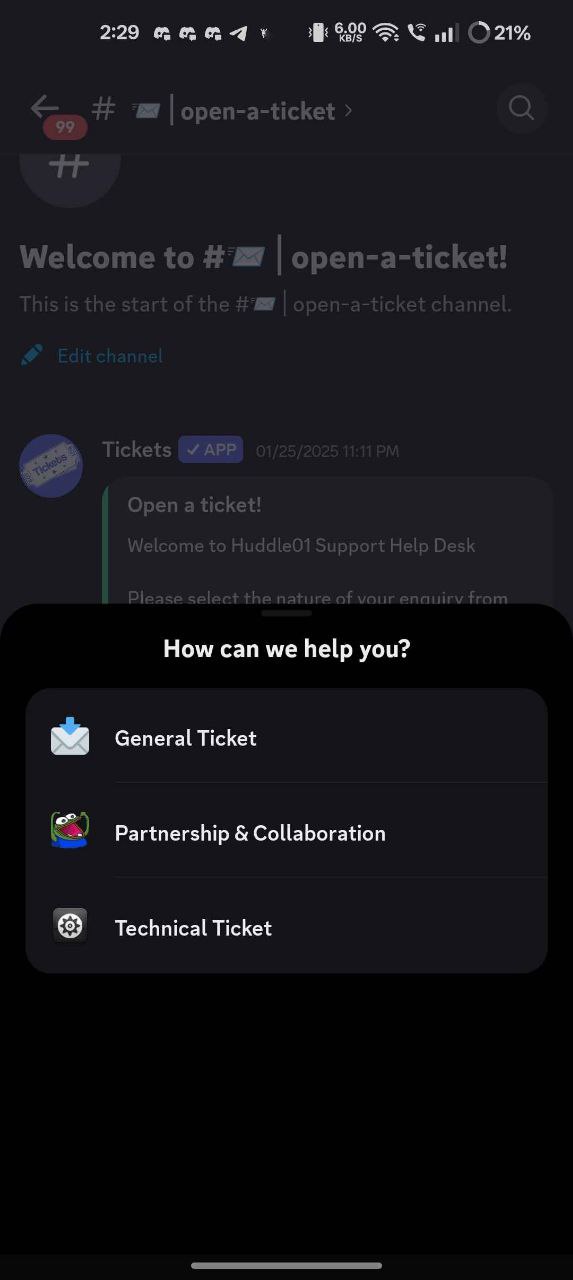 2:29 6.00 KB/S 21%
# 📨 | open-a-ticket >
99
#
Welcome to #📨 | open-a-ticket!
This is the start of the #📨 | open-a-ticket channel.
Edit channel
Tickets ✓ APP 01/25/2025 11:11 PM
Tickets
Open a ticket!
Welcome to Huddle01 Support Help Desk
Please select the nature of your enquiry from
How can we help you?
General Ticket
Partnership & Collaboration
Technical Ticket